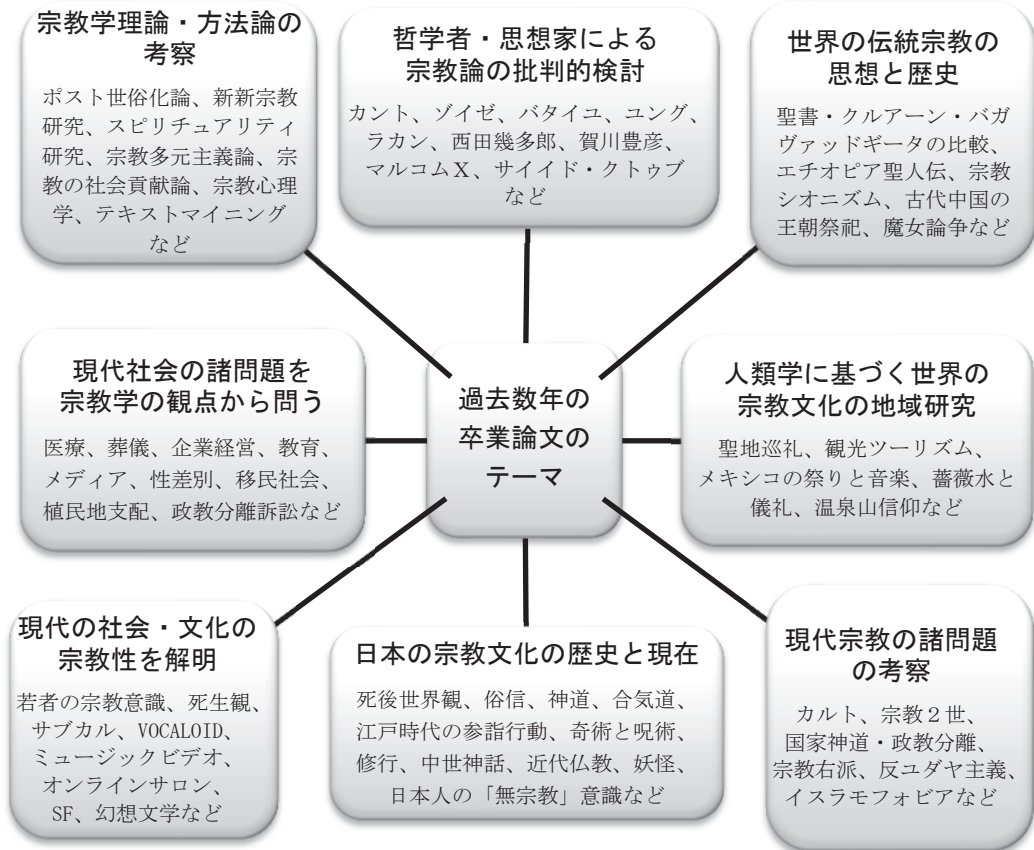 宗教学理論・方法論の
考察
ポスト世俗化論、新新宗教
研究、スピリチュアリティ
研究、宗教多元主義論、宗
教の社会貢献論、宗教心理
学、テキストマイニング
など
哲学者・思想家による
宗教論の批判的検討
カント、ゾイゼ、バタイユ、ユング、
ラカン、西田幾多郎、賀川豊彦、
マルコムＸ、サイイド・クトゥブ
など
世界の伝統宗教の
思想と歴史
聖書・クルアーン・バガ
ヴァッドギータの比較、
エチオピア聖人伝、宗教
シオニズム、古代中国の
王朝祭祀、魔女論争など
現代社会の諸問題を
宗教学の観点から問う
医療、葬儀、企業経営、教育、
メディア、性差別、移民社会、
植民地支配、政教分離訴訟など
過去数年の
卒業論文の
テーマ
人類学に基づく世界の
宗教文化の地域研究
聖地巡礼、観光ツーリズム、
メキシコの祭りと音楽、薔薇水と
儀礼、温泉山信仰など
現代の社会・文化の
宗教性を解明
若者の宗教意識、死生観、
サブカル、VOCALOID、
ミュージックビデオ、
オンラインサロン、
SF、幻想文学など
日本の宗教文化の歴史と現在
死後世界観、俗信、神道、合気道、
江戸時代の参詣行動、奇術と呪術、
修行、中世神話、近代仏教、妖怪、
日本人の「無宗教」意識など
現代宗教の諸問題
の考察
カルト、宗教２世、
国家神道・政教分離、
宗教右派、反ユダヤ主義、
イスラモフォビアなど